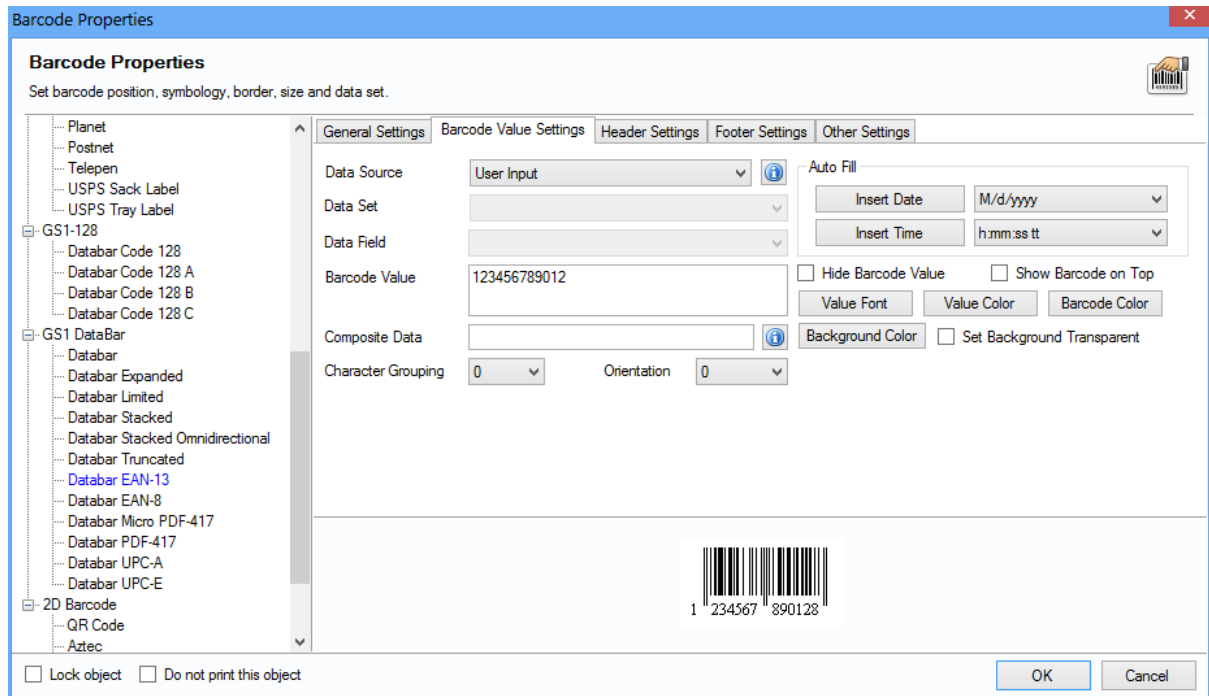 Barcode Properties
Barcode Properties
Set barcode position, symbology, border, size and data set.
Planet
Postnet
Telepen
USPS Sack Label
USPS Tray Label
GS1-128
Databar Code 128
Databar Code 128 A
Databar Code 128 B
Databar Code 128 C
GS1 DataBar
Databar
Databar Expanded
Databar Limited
Databar Stacked
Databar Stacked Omnidirectional
Databar Truncated
Databar EAN-13
Databar EAN-8
Databar Micro PDF-417
Databar PDF-417
Databar UPC-A
Databar UPC-E
2D Barcode
QR Code
Aztec
General Settings Barcode Value Settings Header Settings Footer Settings Other Settings
Data Source User Input
Data Set
Data Field
Barcode Value 123456789012
Composite Data
Character Grouping 0 Orientation 0
Auto Fill
Insert Date M/d/yyyy
Insert Time h:mm:ss tt
Hide Barcode Value Show Barcode on Top
Value Font Value Color Barcode Color
Background Color Set Background Transparent
1 234567 890128
Lock object Do not print this object
OK Cancel